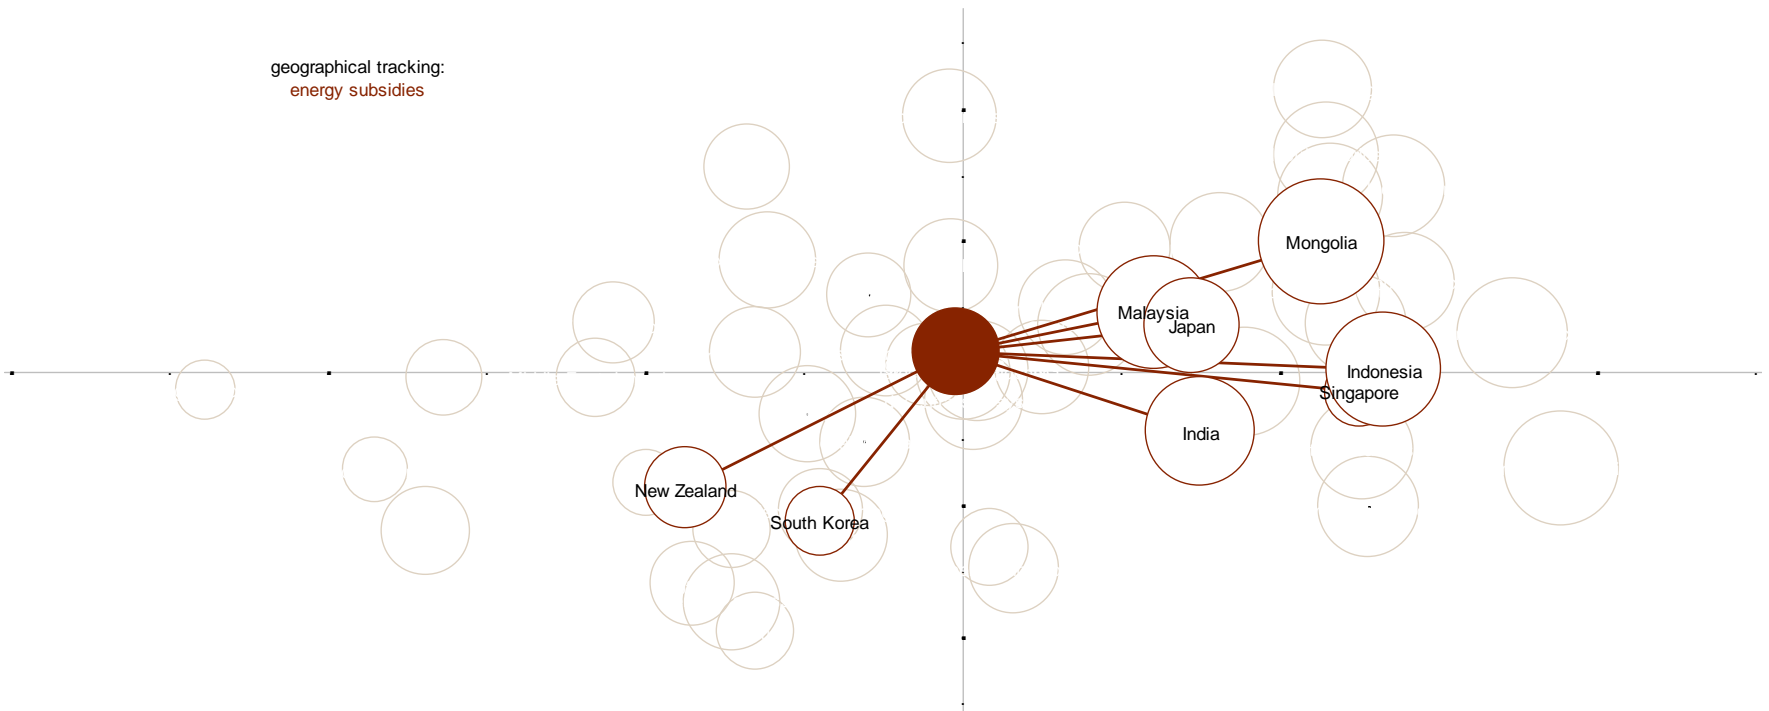 geographical tracking:
energy subsidies
Mongolia
Malaysia
Japan
Indonesia
Singapore
India
New Zealand
South Korea